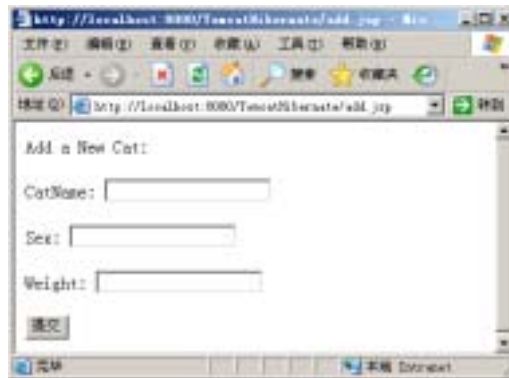 http://localhost:8080/TomcatHibernate/add.jsp - Mic
文件(F) 编辑(E) 查看(V) 收藏(A) 工具(T) 帮助(H)
后退 搜索 收藏夹
地址(D) http://localhost:8080/TomcatHibernate/add.jsp 转到
Add a New Cat:
CatName:
Sex:
Weight:
提交
完毕 本地 Intranet